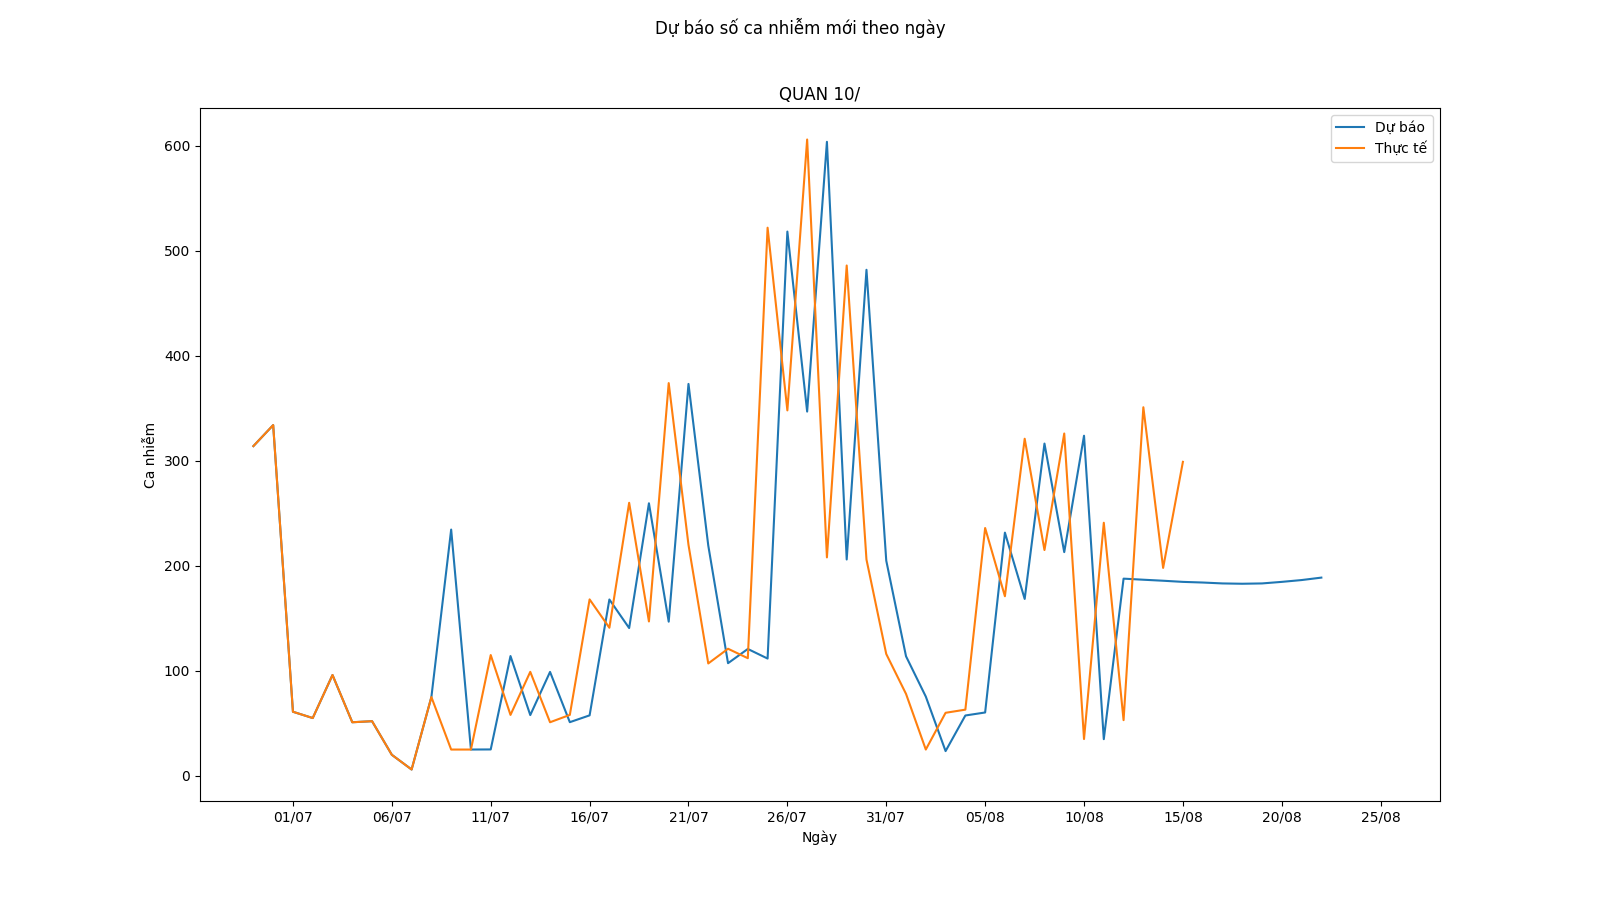 Dự báo số ca nhiễm mới theo ngày
QUAN 10/
Dự báo
Thực tế
600
500
400
300
200
100
0
Ca nhiễm
01/07 06/07 11/07 16/07 21/07 26/07 31/07 05/08 10/08 15/08 20/08 25/08
Ngày